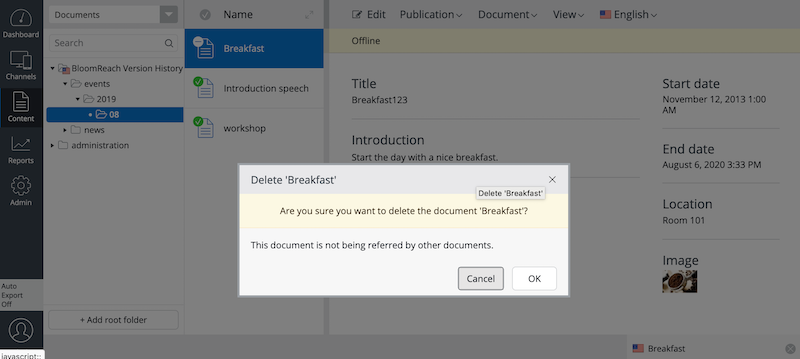 Dashboard
Channels
Content
Reports
Admin
Auto
Export
Off
javascript:;
Documents
Search
BloomReach Version History
events
2019
08
news
administration
+ Add root folder
Name
Breakfast
Introduction speech
workshop
Edit Publication Document View English
Offline
Title
Breakfast123
Introduction
Start the day with a nice breakfast.
Start date
November 12, 2013 1:00
AM
End date
August 6, 2020 3:33 PM
Location
Room 101
Image
Delete 'Breakfast'
Delete 'Breakfast'
Are you sure you want to delete the document 'Breakfast'?
This document is not being referred by other documents.
Cancel OK
Breakfast